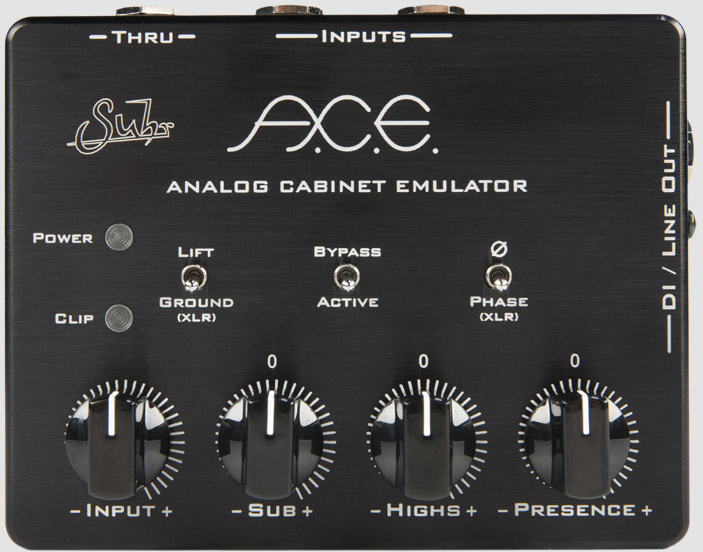 THRU
INPUTS
Suhr
A.C.E.
ANALOG CABINET EMULATOR
DI / LINE OUT
POWER
LIFT
BYPASS
Ø
GROUND
(XLR)
ACTIVE
PHASE
(XLR)
CLIP
0
0
0
- INPUT +
- SUB +
- HIGHS +
- PRESENCE +